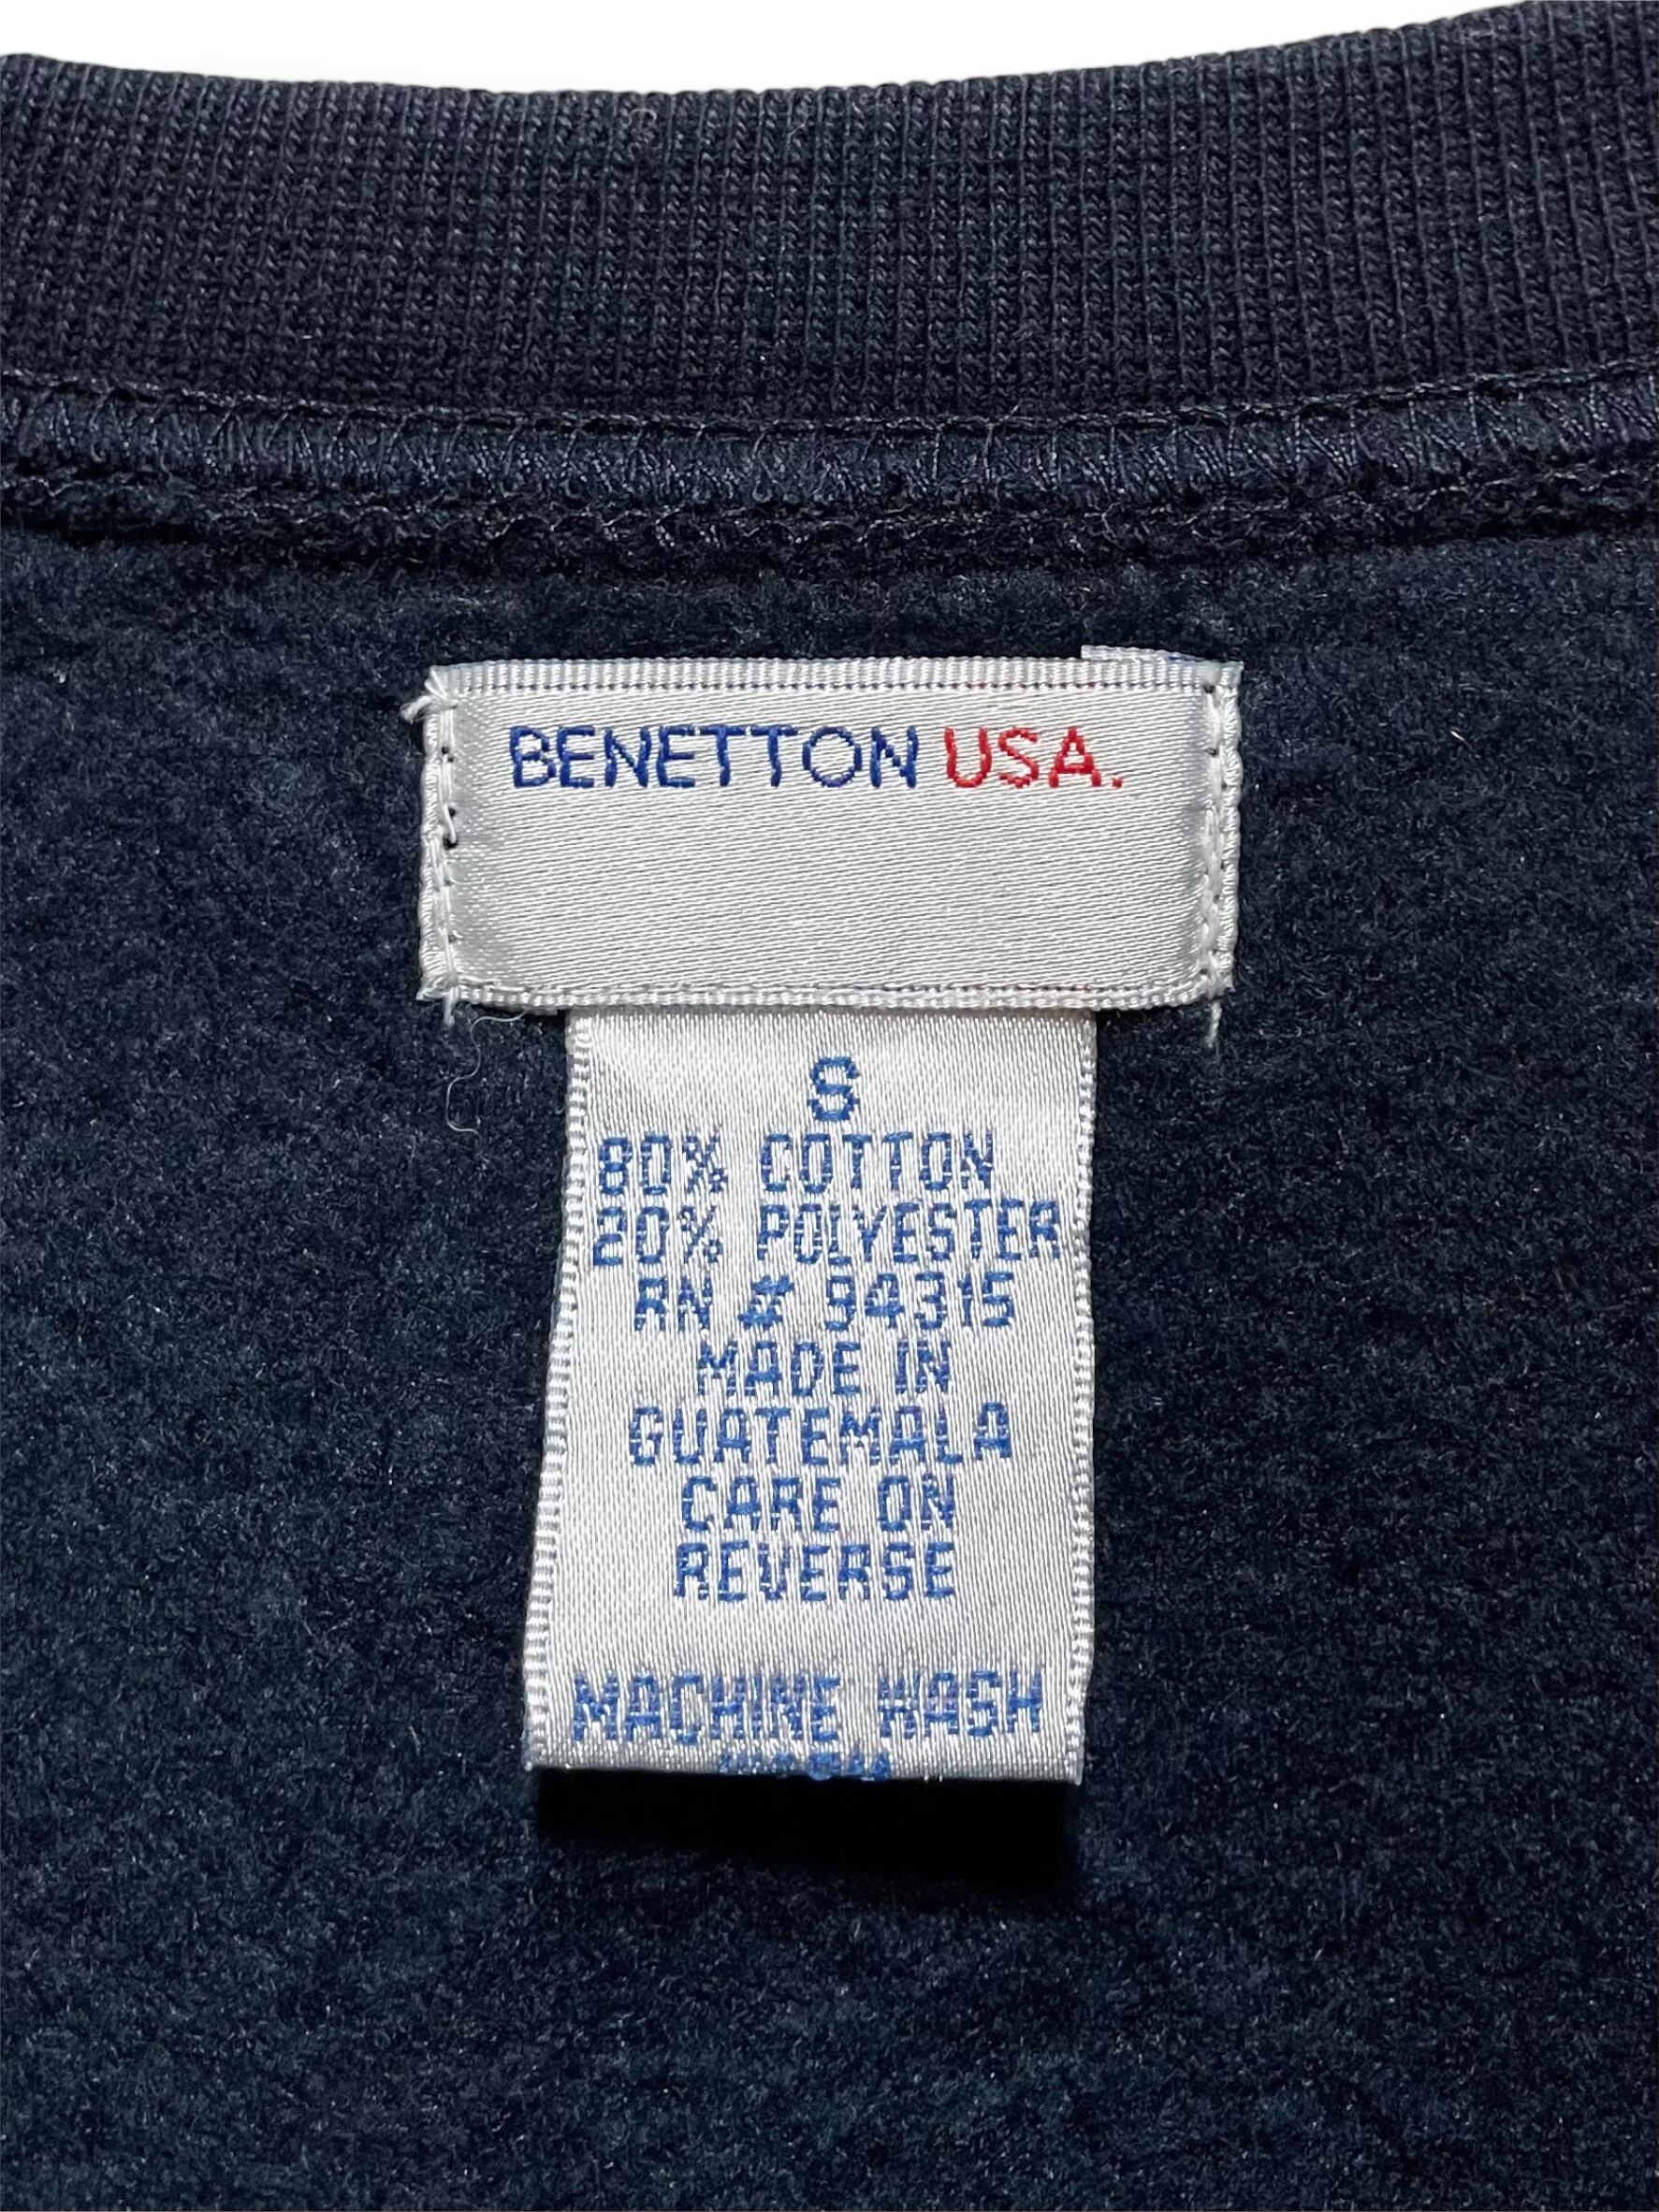 BENETTON USA.
S
80% COTTON
20% POLYESTER
RN # 94315
MADE IN
GUATEMALA
CARE ON
REVERSE
MACHINE WASH